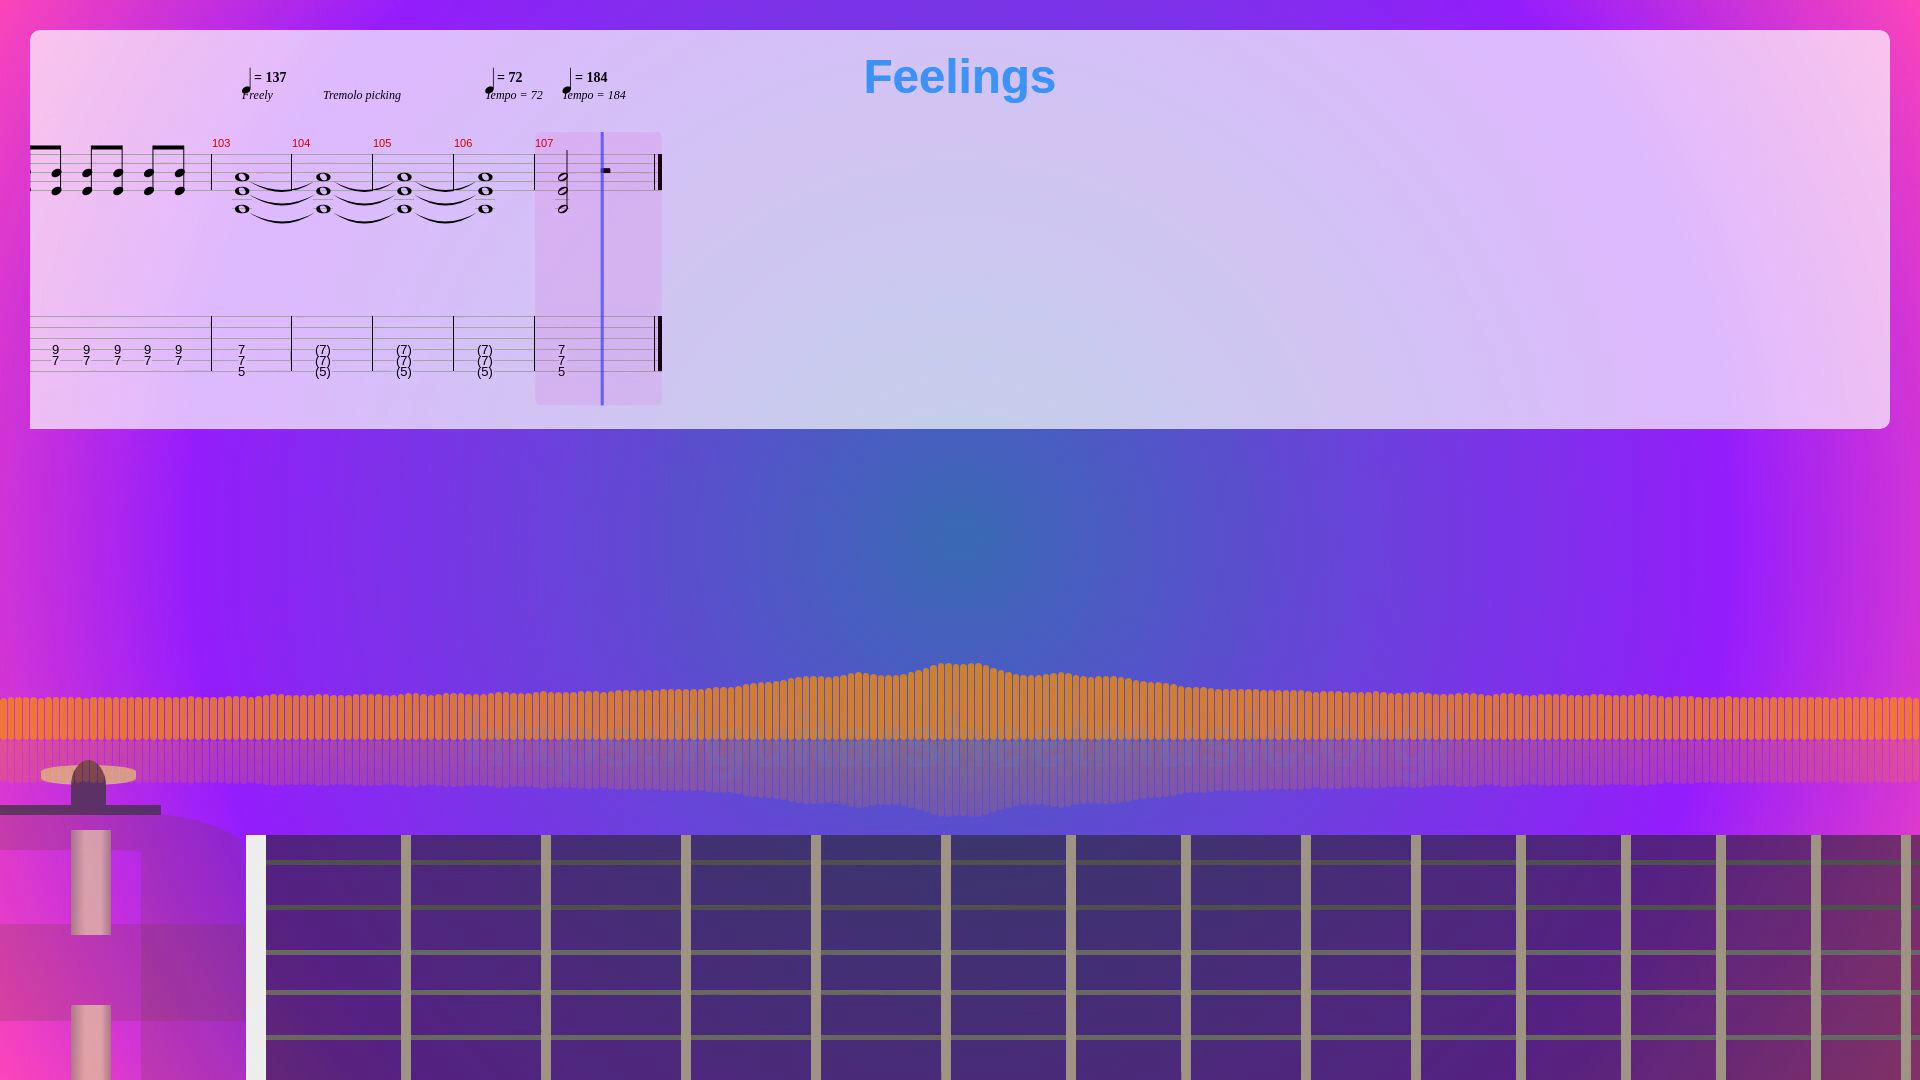 Feelings
= 137 = 72 = 184
Freely Tremolo picking Tempo = 72 Tempo = 184
103 104 105 106 107
9 9 9 9 9 7 (7) (7) (7) 7
7 7 7 7 7 7 (7) (7) (7) 7
5 (5) (5) (5) 5